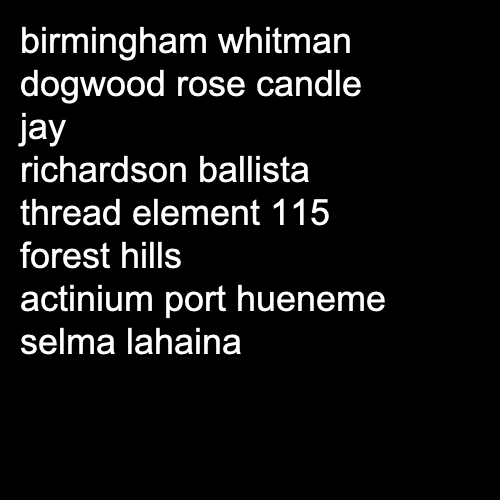 birmingham whitman
dogwood rose candle
jay
richardson ballista
thread element 115
forest hills
actinium port hueneme
selma lahaina